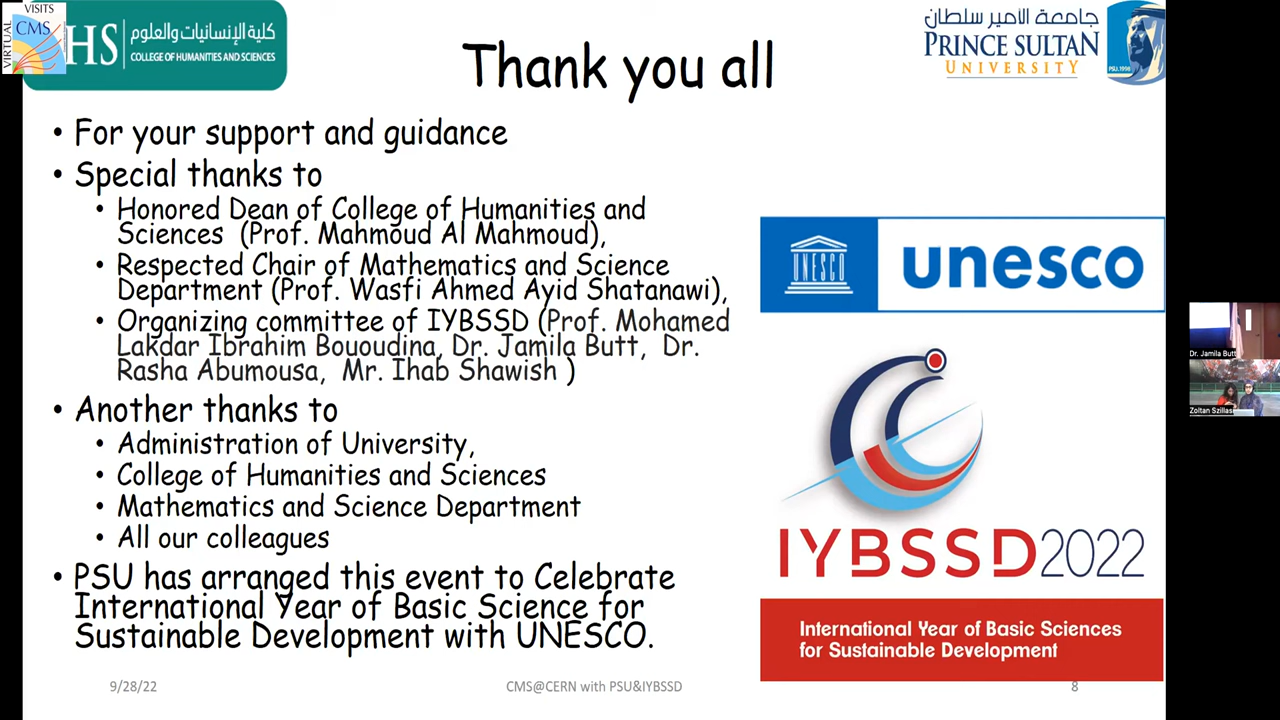 VISITS
CMS
VIRTUAL
HS
كلية الإنسانيات والعلوم
COLLEGE OF HUMANITIES AND SCIENCES
Thank you all
جامعة الأمير سلطان
PRINCE SULTAN
UNIVERSITY
PSU.1998
• For your support and guidance
• Special thanks to
• Honored Dean of College of Humanities and
Sciences (Prof. Mahmoud Al Mahmoud),
• Respected Chair of Mathematics and Science
Department (Prof. Wasfi Ahmed Ayid Shatanawi),
• Organizing committee of IYBSSD (Prof. Mohamed
Lakdar Ibrahim Bououdina, Dr. Jamila Butt, Dr.
Rasha Abumousa, Mr. Ihab Shawish )
• Another thanks to
• Administration of University,
• College of Humanities and Sciences
• Mathematics and Science Department
• All our colleagues
• PSU has arranged this event to Celebrate
International Year of Basic Science for
Sustainable Development with UNESCO.
UNESCO
unesco
IYBSSD2022
International Year of Basic Sciences
for Sustainable Development
Dr. Jamila Butt
Zoltan Szillasi
9/28/22
CMS@CERN with PSU&IYBSSD
8